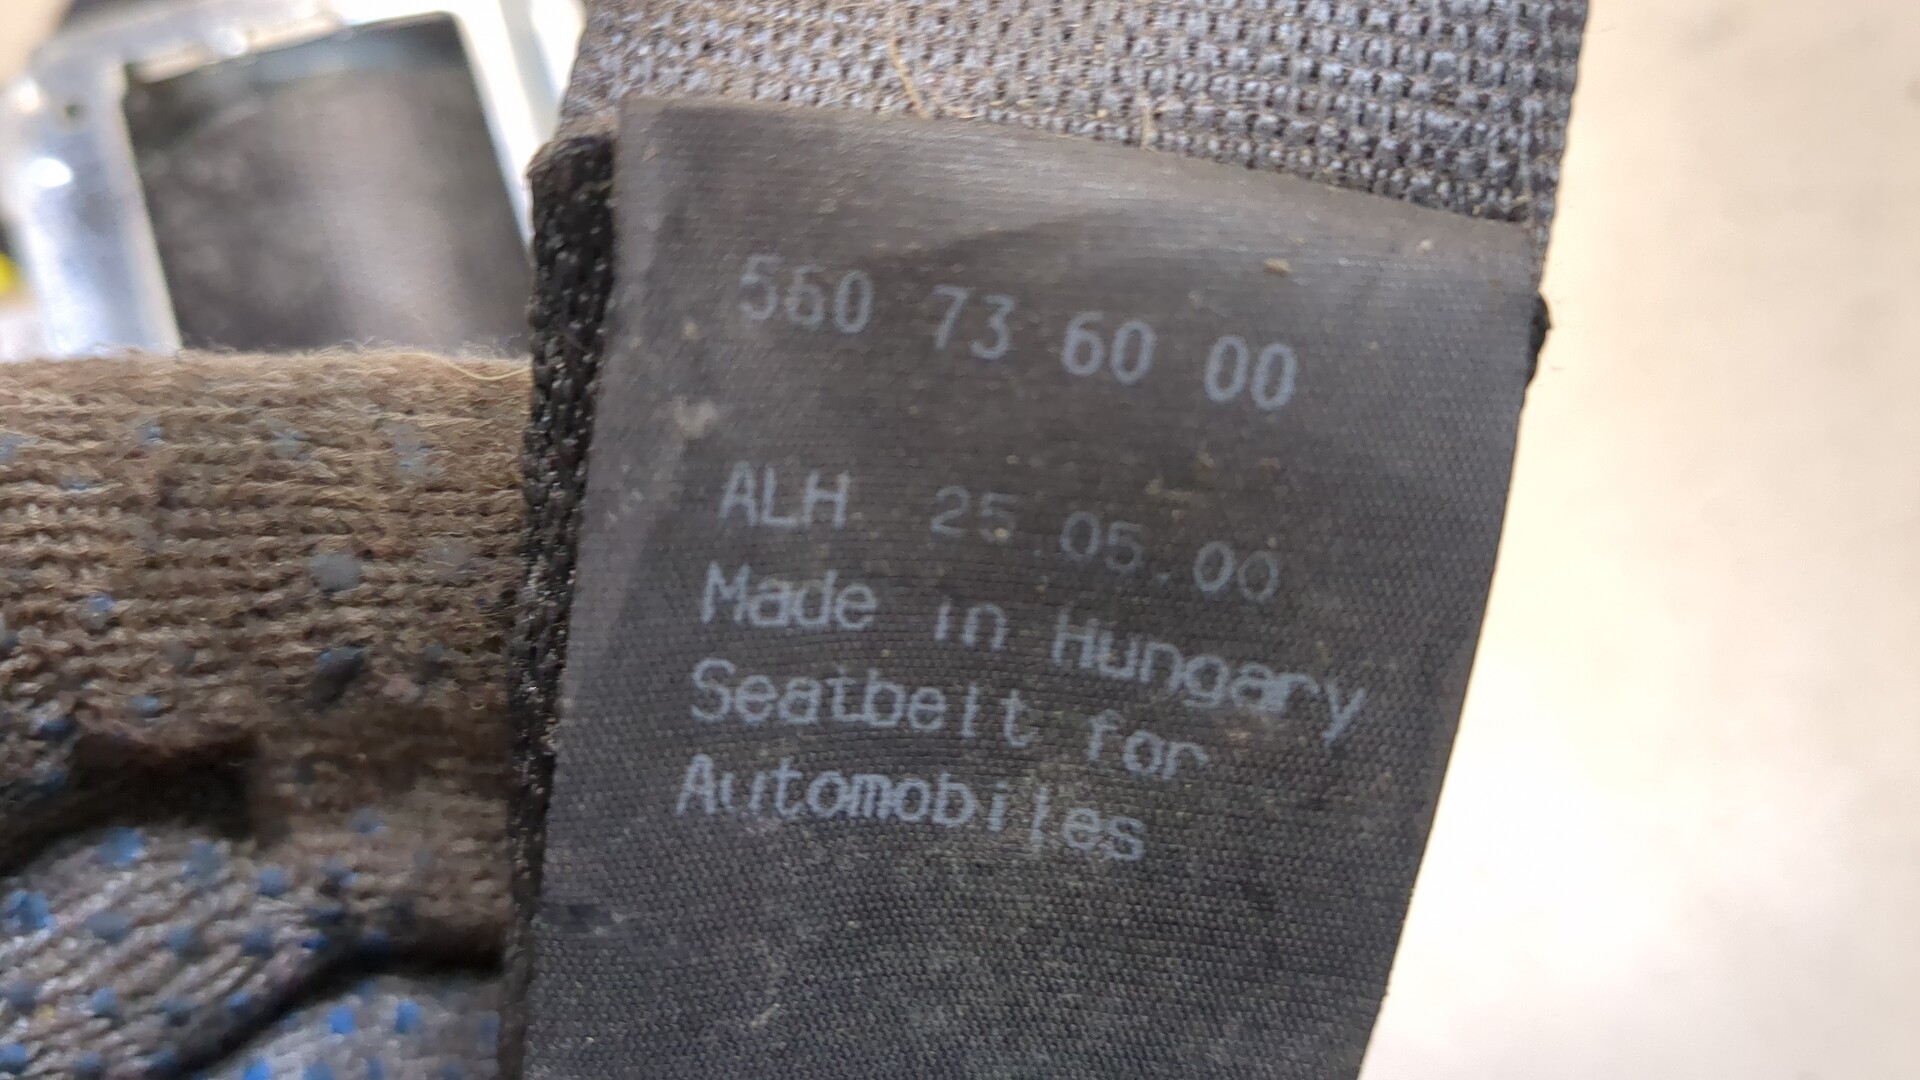 560 73 60 00
ALH 25.05.00
Made in Hungary
Seatbelt for
Automobiles